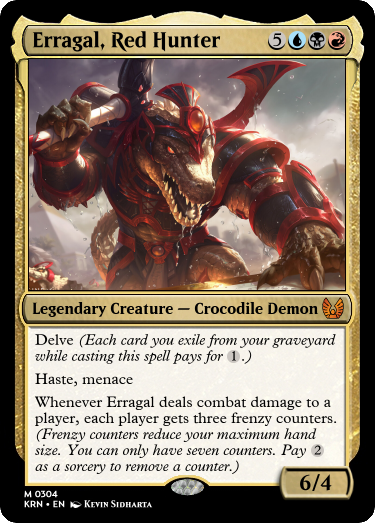 Erragal, Red Hunter 5
Legendary Creature — Crocodile Demon
Delve (Each card you exile from your graveyard
while casting this spell pays for 1.)
Haste, menace
Whenever Erragal deals combat damage to a
player, each player gets three frenzy counters.
(Frenzy counters reduce your maximum hand
size. You can only have seven counters. Pay 2
as a sorcery to remove a counter.)
6/4
M 0304
KRN • EN Kevin Sidharta